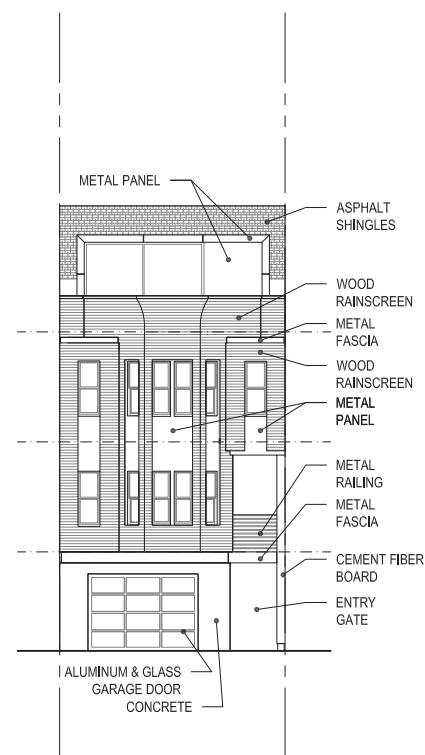 METAL PANEL
ASPHALT
SHINGLES
WOOD
RAINSCREEN
METAL
FASCIA
WOOD
RAINSCREEN
METAL
PANEL
METAL
RAILING
METAL
FASCIA
CEMENT FIBER
BOARD
ENTRY
GATE
ALUMINUM & GLASS
GARAGE DOOR
CONCRETE